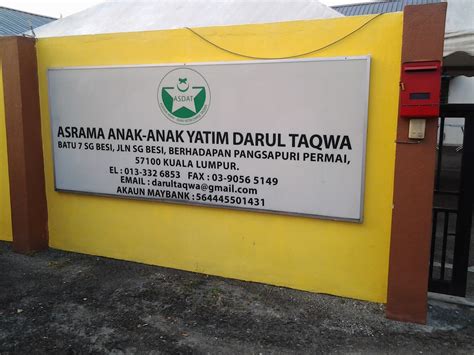 ASDAT
ASRAMA ANAK-ANAK YATIM DARUL TAQWA
BATU 7 SG BESI, JLN SG BESI, BERHADAPAN PANGSAPURI PERMAI,
57100 KUALA LUMPUR.
EL : 013-332 6853 FAX : 03-9056 5149
EMAIL : darultaqwa@gmail.com
AKAUN MAYBANK : 564445501431